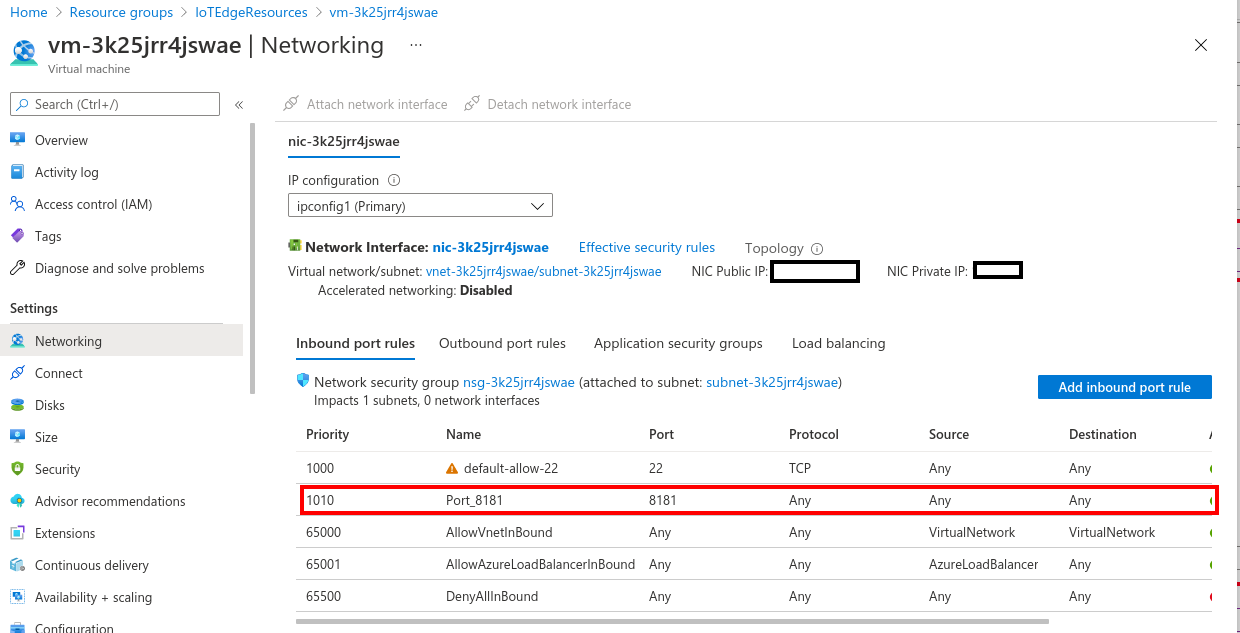 Home > Resource groups > IoTEdgeResources > vm-3k25jrr4jswae
vm-3k25jrr4jswae | Networking ...
Virtual machine
Search (Ctrl+/) «
Attach network interface Detach network interface
Overview
Activity log
Access control (IAM)
Tags
Diagnose and solve problems
Settings
Networking
Connect
Disks
Size
Security
Advisor recommendations
Extensions
Continuous delivery
Availability + scaling
Configuration
nic-3k25jrr4jswae
IP configuration
ipconfig1 (Primary)
Network Interface: nic-3k25jrr4jswae Effective security rules Topology
Virtual network/subnet: vnet-3k25jrr4jswae/subnet-3k25jrr4jswae NIC Public IP: NIC Private IP:
Accelerated networking: Disabled
Inbound port rules Outbound port rules Application security groups Load balancing
Network security group nsg-3k25jrr4jswae (attached to subnet: subnet-3k25jrr4jswae)
Impacts 1 subnets, 0 network interfaces
Add inbound port rule
Priority Name Port Protocol Source Destination
1000 default-allow-22 22 TCP Any Any
1010 Port_8181 8181 Any Any Any
65000 AllowVnetInBound Any Any VirtualNetwork VirtualNetwork
65001 AllowAzureLoadBalancerInBound Any Any AzureLoadBalancer Any
65500 DenyAllInBound Any Any Any Any